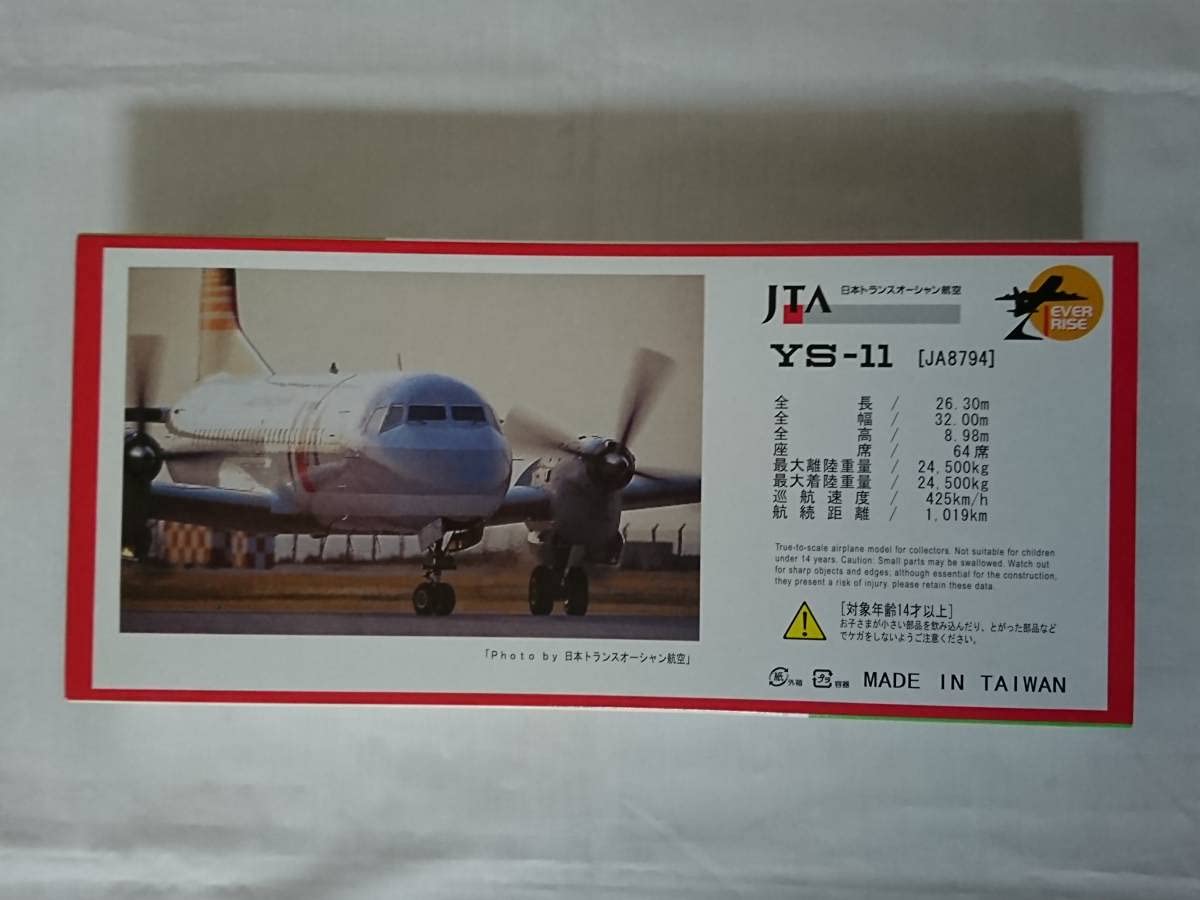 JTA 日本トランスオーシャン航空
EVER
RISE
YS-11 [JA8794]
全長 / 26.30m
全幅 / 32.00m
全高 / 8.98m
座席 / 64席
最大離陸重量 / 24,500kg
最大着陸重量 / 24,500kg
巡航速度 / 425km/h
航続距離 / 1,019km
True-to-scale airplane model for collectors. Not suitable for children
under 14 years. Caution: Small parts may be swallowed. Watch out
for sharp objects and edges; although essential for the construction,
they present a risk of injury. please retain these data.
[対象年齢14才以上]
お子さまが小さい部品を飲み込んだり、とがった部品など
でケガをしないようご注意ください。
紙 外箱 プラ 容器 MADE IN TAIWAN
「Photo by 日本トランスオーシャン航空」